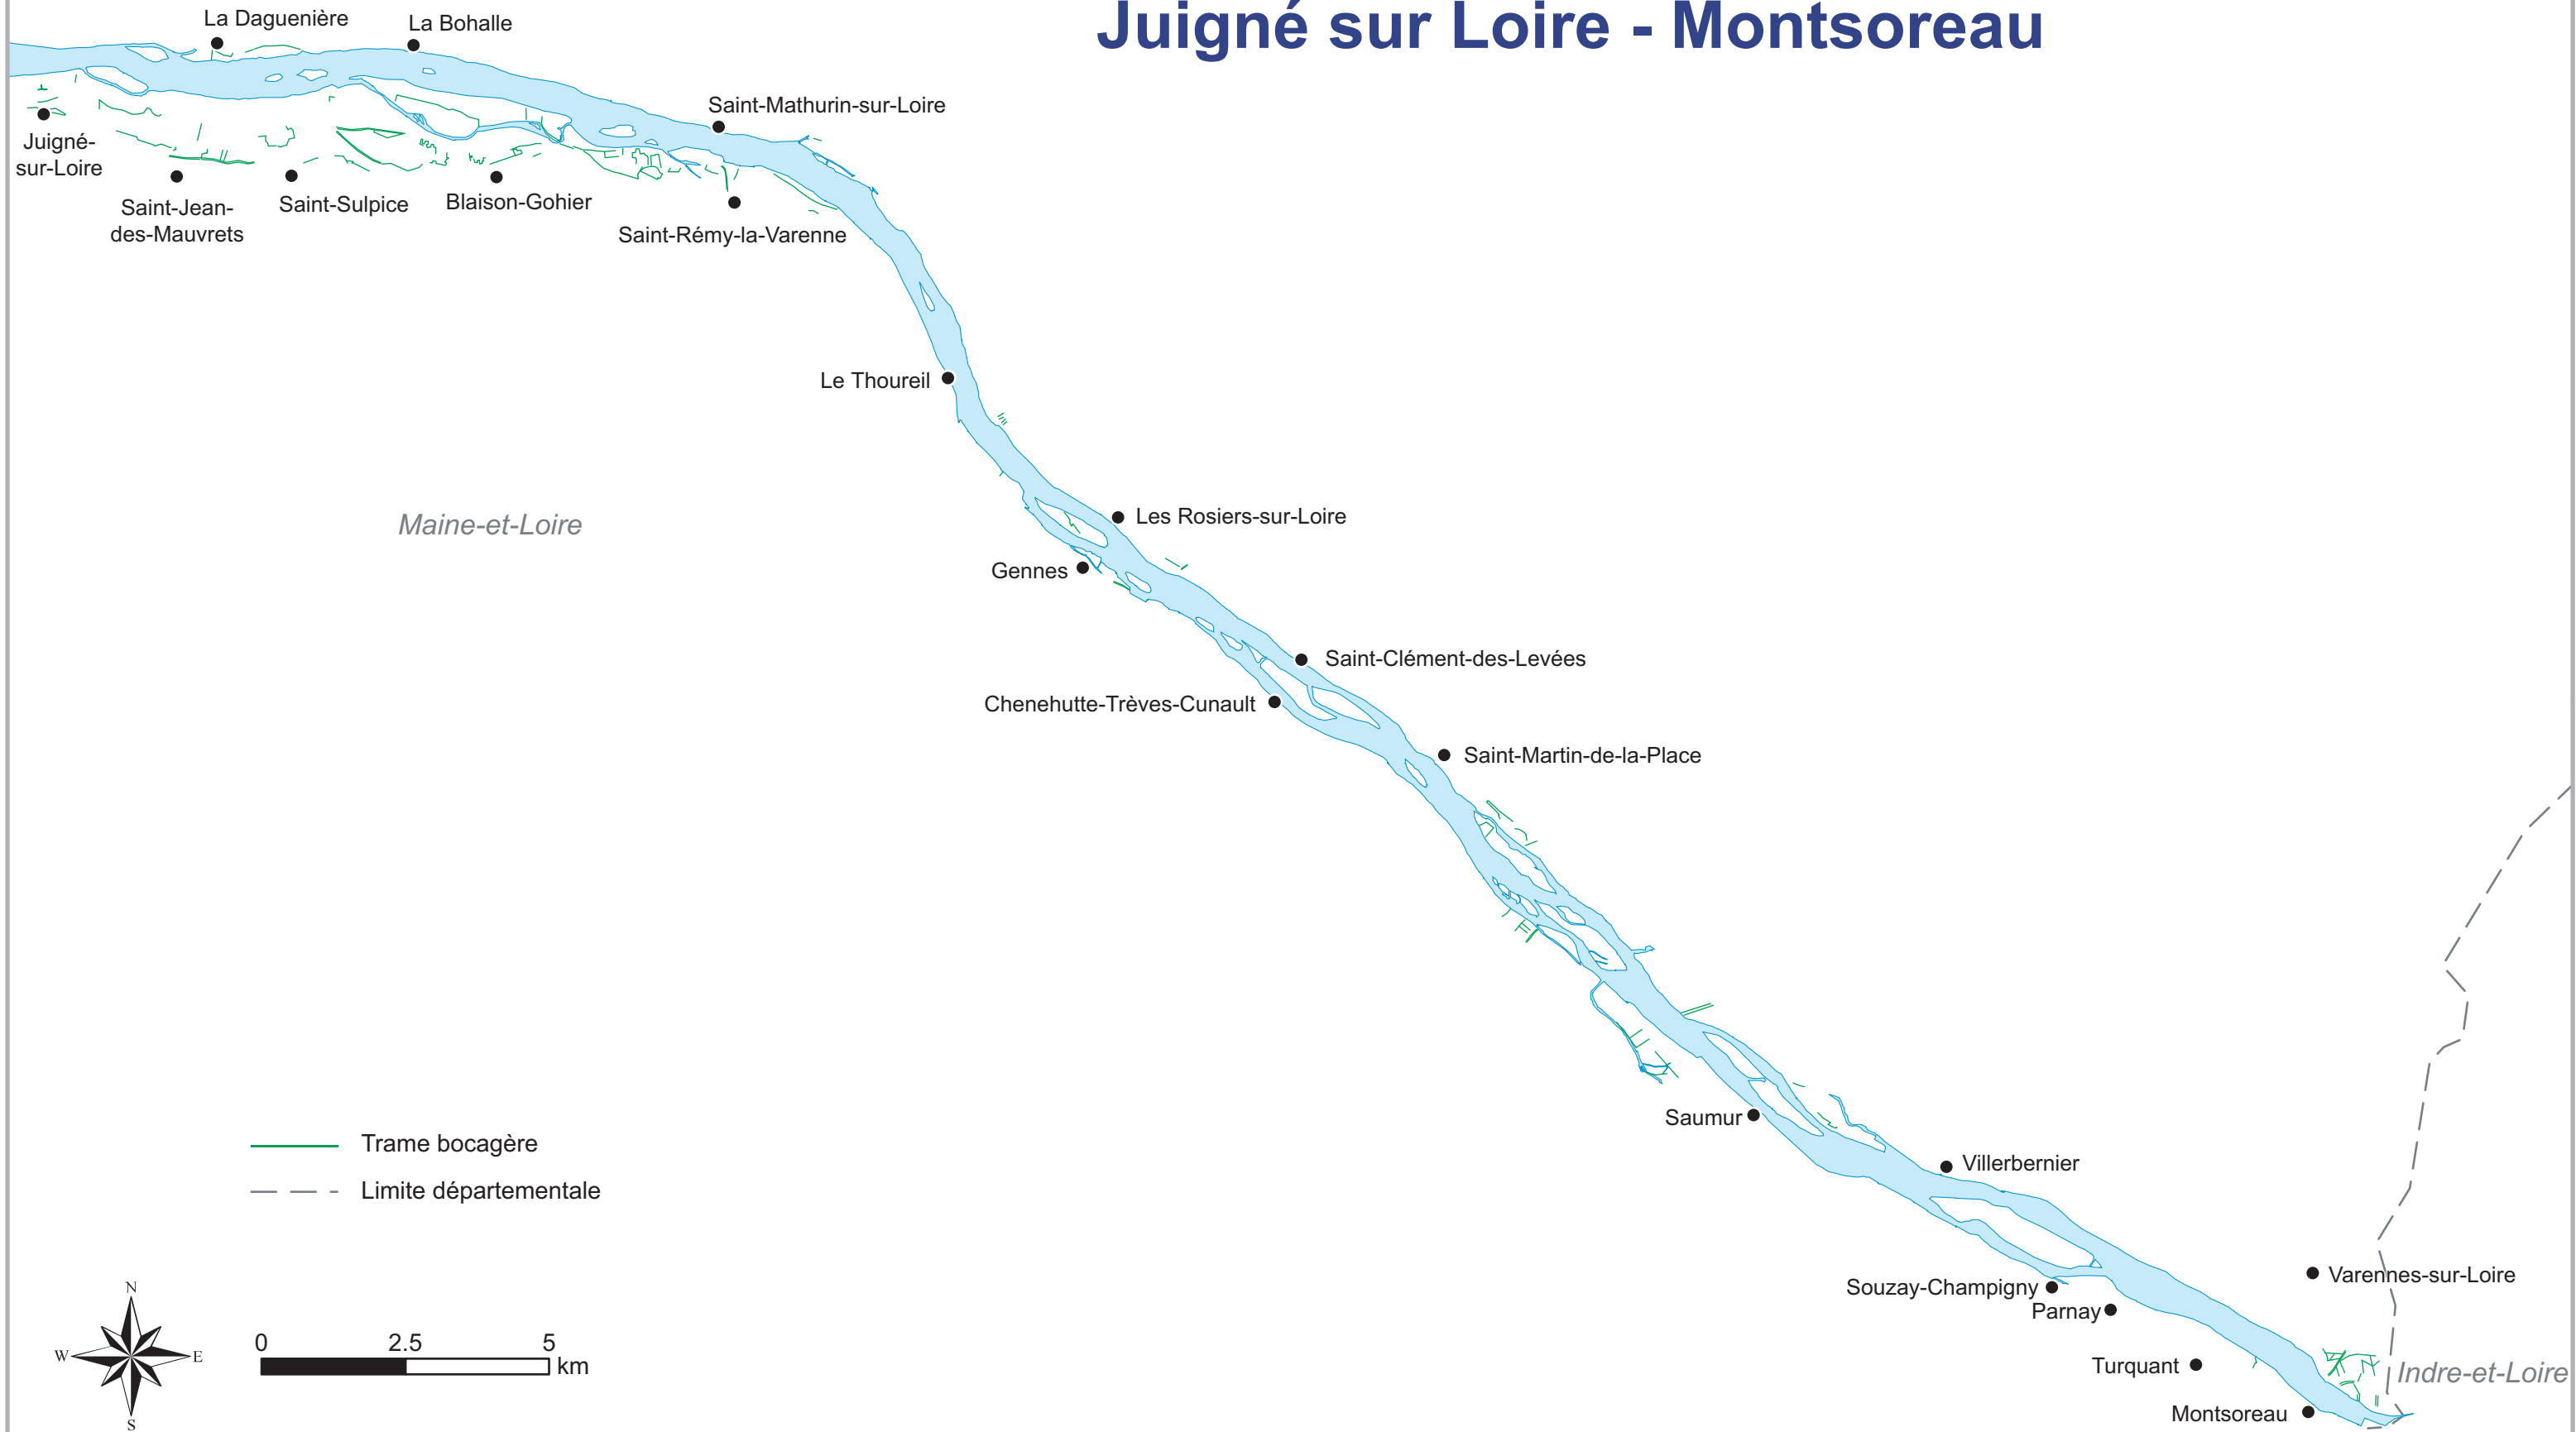 Juigné sur Loire - Montsoreau
La Daguenière
La Bohalle
Saint-Mathurin-sur-Loire
Juigné-
sur-Loire
Saint-Jean-
des-Mauvrets
Saint-Sulpice
Blaison-Gohier
Saint-Rémy-la-Varenne
Le Thoureil
Maine-et-Loire
Les Rosiers-sur-Loire
Gennes
Saint-Clément-des-Levées
Chenehutte-Trèves-Cunault
Saint-Martin-de-la-Place
Saumur
Villerbernier
Trame bocagère
Limite départementale
Varennes-sur-Loire
Souzay-Champigny
Parnay
Turquant
Indre-et-Loire
Montsoreau
N
W
E
S
0 2.5 5
km